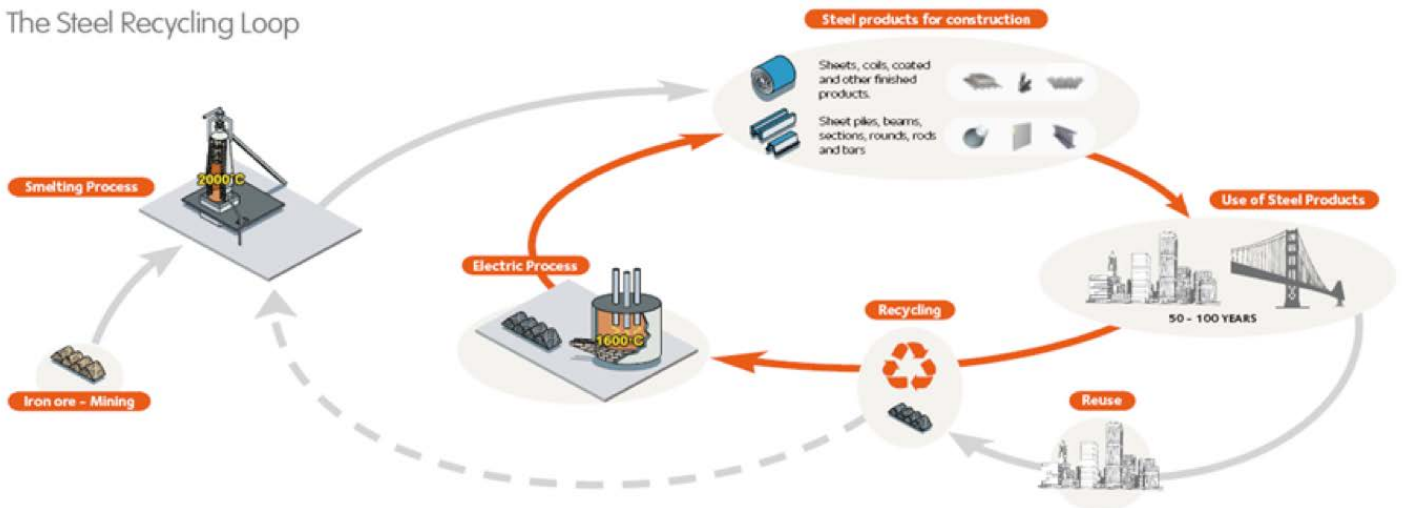 The Steel Recycling Loop
Steel products for construction
Sheets, coils, coated
and other finished
products.
Sheet piles, beams,
sections, rounds, rods
and bars
Smelting Process
2000°C
Use of Steel Products
50 - 100 YEARS
Electric Process
1600°C
Recycling
Iron ore - Mining
Reuse